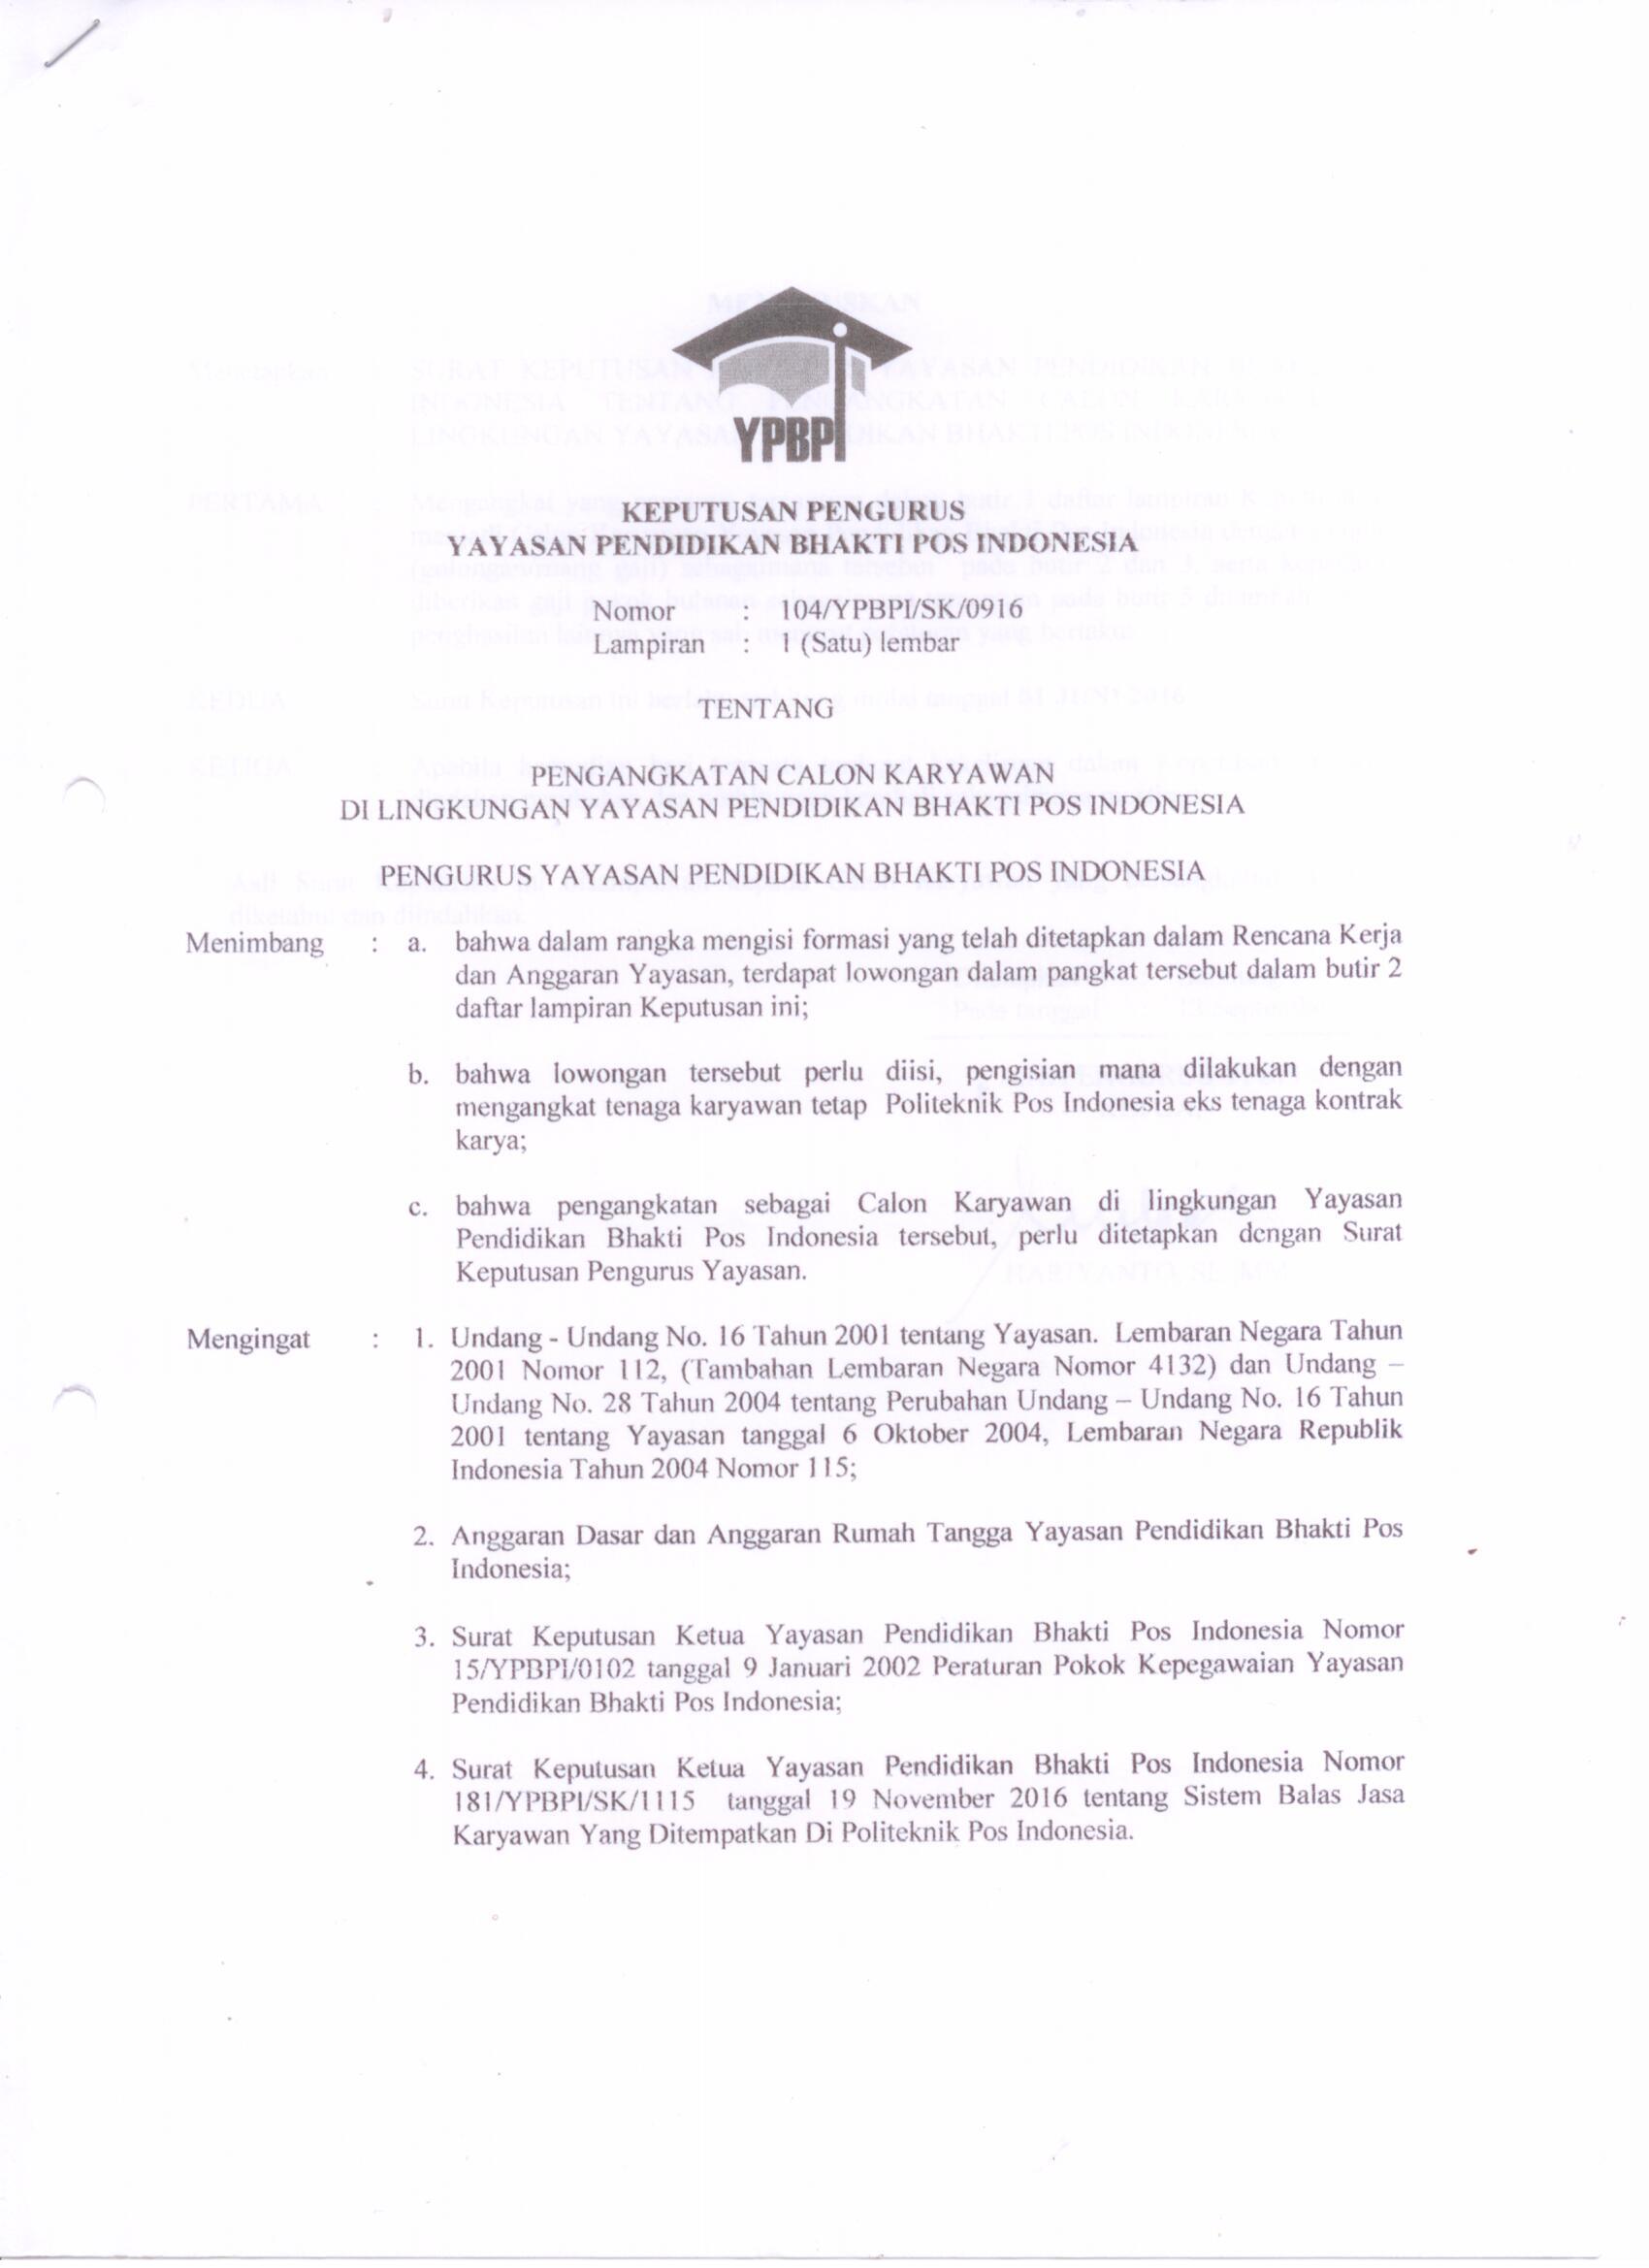 YPBPI
KEPUTUSAN PENGURUS
YAYASAN PENDIDIKAN BHAKTI POS INDONESIA
Nomor : 104/YPBPI/SK/0916
Lampiran : 1 (Satu) lembar
TENTANG
PENGANGKATAN CALON KARYAWAN
DI LINGKUNGAN YAYASAN PENDIDIKAN BHAKTI POS INDONESIA
PENGURUS YAYASAN PENDIDIKAN BHAKTI POS INDONESIA
Menimbang : a. bahwa dalam rangka mengisi formasi yang telah ditetapkan dalam Rencana Kerja
dan Anggaran Yayasan, terdapat lowongan dalam pangkat tersebut dalam butir 2
daftar lampiran Keputusan ini;
b. bahwa lowongan tersebut perlu diisi, pengisian mana dilakukan dengan
mengangkat tenaga karyawan tetap Politeknik Pos Indonesia eks tenaga kontrak
karya;
c. bahwa pengangkatan sebagai Calon Karyawan di lingkungan Yayasan
Pendidikan Bhakti Pos Indonesia tersebut, perlu ditetapkan dengan Surat
Keputusan Pengurus Yayasan.
Mengingat : 1. Undang - Undang No. 16 Tahun 2001 tentang Yayasan. Lembaran Negara Tahun
2001 Nomor 112, (Tambahan Lembaran Negara Nomor 4132) dan Undang –
Undang No. 28 Tahun 2004 tentang Perubahan Undang – Undang No. 16 Tahun
2001 tentang Yayasan tanggal 6 Oktober 2004, Lembaran Negara Republik
Indonesia Tahun 2004 Nomor 115;
2. Anggaran Dasar dan Anggaran Rumah Tangga Yayasan Pendidikan Bhakti Pos
Indonesia;
3. Surat Keputusan Ketua Yayasan Pendidikan Bhakti Pos Indonesia Nomor
15/YPBPI/0102 tanggal 9 Januari 2002 Peraturan Pokok Kepegawaian Yayasan
Pendidikan Bhakti Pos Indonesia;
4. Surat Keputusan Ketua Yayasan Pendidikan Bhakti Pos Indonesia Nomor
181/YPBPI/SK/1115 tanggal 19 November 2016 tentang Sistem Balas Jasa
Karyawan Yang Ditempatkan Di Politeknik Pos Indonesia.